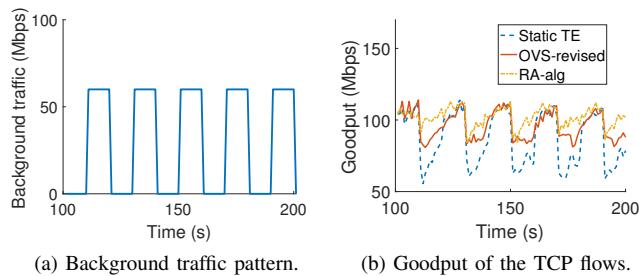 Background traffic (Mbps)
100
50
0
100
150
200
Time (s)
(a) Background traffic pattern.
Goodput (Mbps)
150
100
50
100
150
200
Time (s)
Static TE
OVS-revised
RA-alg
(b) Goodput of the TCP flows.